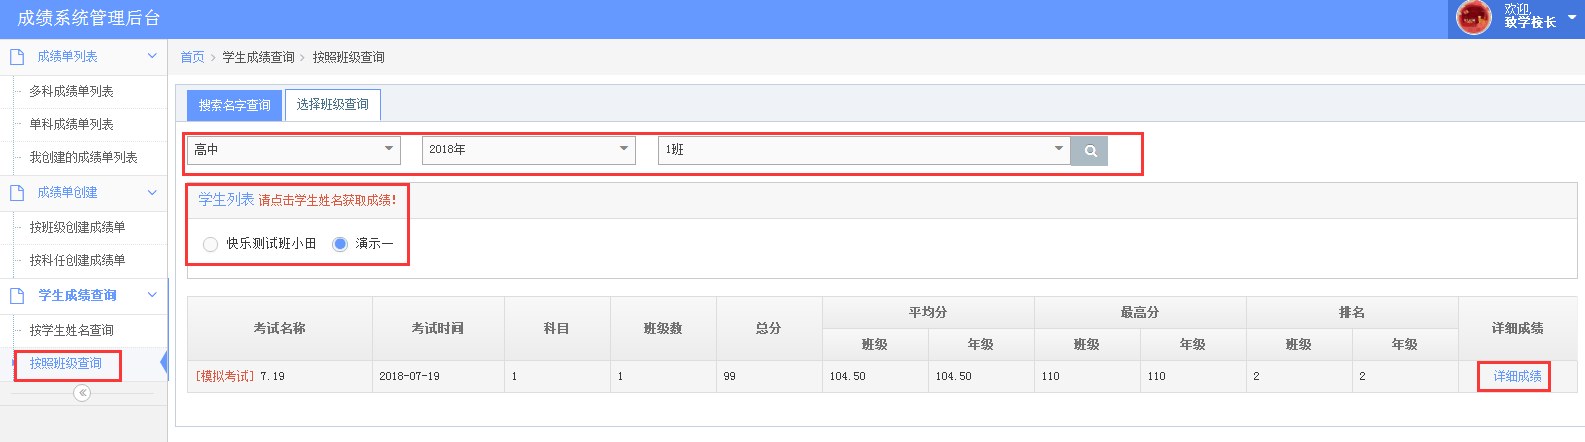 成绩系统管理后台
欢迎,
致学校长
成绩单列表
多科成绩单列表
单科成绩单列表
我创建的成绩单列表
成绩单创建
按班级创建成绩单
按科任创建成绩单
学生成绩查询
按学生姓名查询
按照班级查询
首页 > 学生成绩查询 > 按照班级查询
搜索名字查询 选择班级查询
高中 2018年 1班
学生列表 请点击学生姓名获取成绩!
快乐测试班小田 演示一
考试名称 考试时间 科目 班级数 总分 平均分 最高分 排名 详细成绩
班级 年级 班级 年级 班级 年级
[模拟考试] 7.19 2018-07-19 1 1 99 104.50 104.50 110 110 2 2 详细成绩